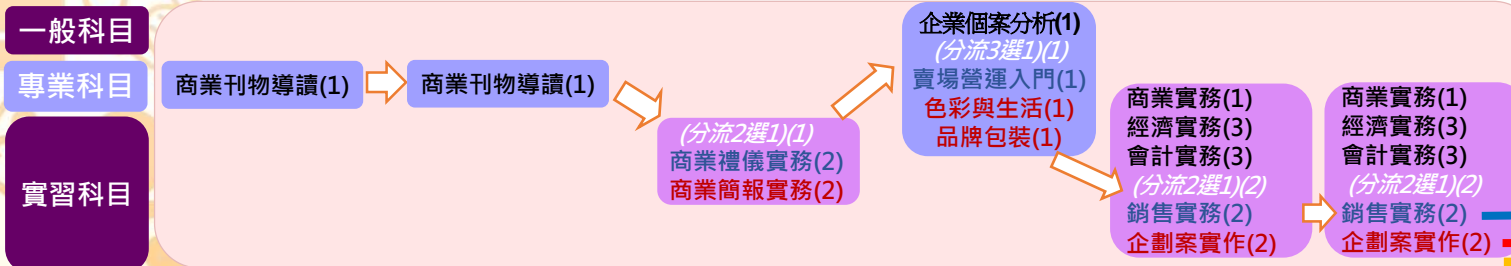 一般科目
專業科目
實習科目
商業刊物導讀(1)
商業刊物導讀(1)
(分流2選1)(1)
商業禮儀實務(2)
商業簡報實務(2)
企業個案分析(1)
(分流3選1)(1)
賣場營運入門(1)
色彩與生活(1)
品牌包裝(1)
商業實務(1)
經濟實務(3)
會計實務(3)
(分流2選1)(2)
銷售實務(2)
企劃案實作(2)
商業實務(1)
經濟實務(3)
會計實務(3)
(分流2選1)(2)
銷售實務(2)
企劃案實作(2)